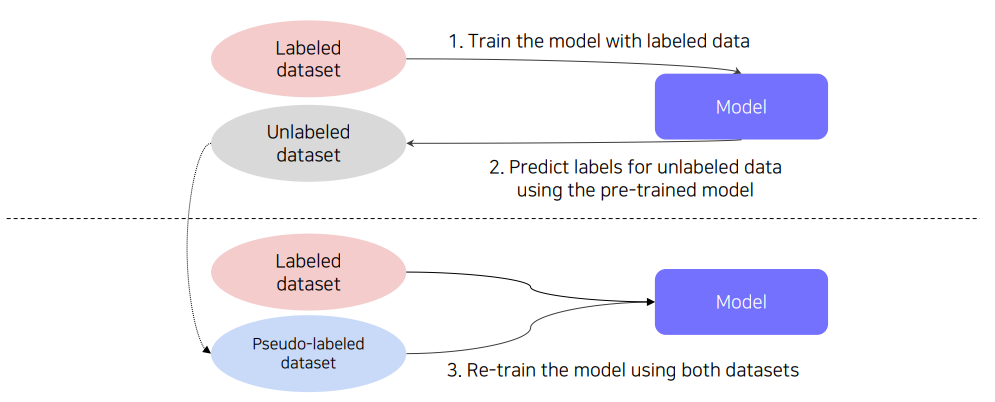 Labeled
dataset
1. Train the model with labeled data
Model
Unlabeled
dataset
2. Predict labels for unlabeled data
using the pre-trained model
Labeled
dataset
Model
Pseudo-labeled
dataset
3. Re-train the model using both datasets